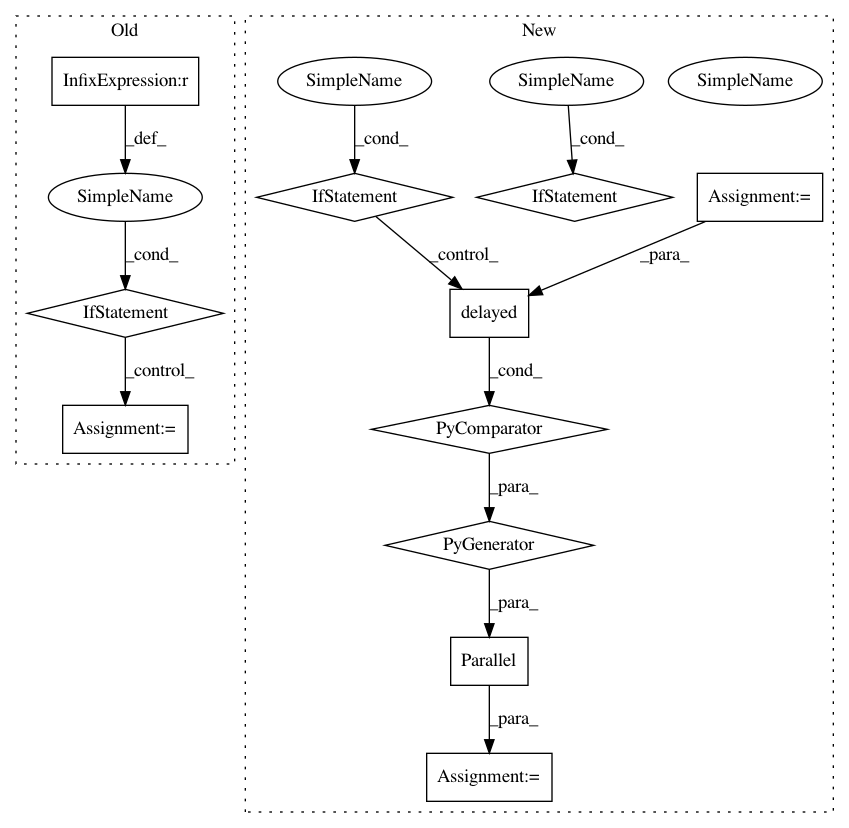 Old
New
InfixExpression:r
SimpleName
SimpleName
SimpleName
_def_
_cond_
_cond_
SimpleName
IfStatement
IfStatement
Assignment:=
_cond_
_control_
_para_
IfStatement
delayed
_control_
_cond_
Assignment:=
PyComparator
_para_
PyGenerator
_para_
Parallel
_para_
Assignment:=